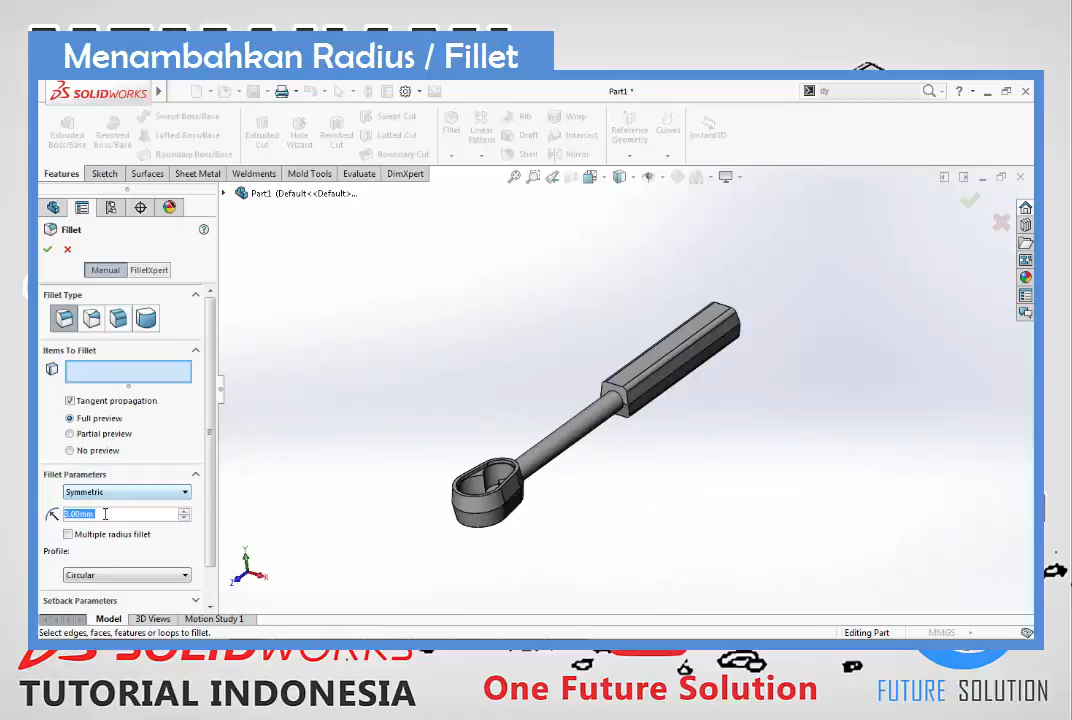 Menambahkan Radius / Fillet
SOLIDWORKS
Part1 *
dy
Extruded Boss/Base
Revolved Boss/Base
Swept Boss/Base
Lofted Boss/Base
Boundary Boss/Base
Extruded Cut
Hole Wizard
Revolved Cut
Swept Cut
Lofted Cut
Boundary Cut
Fillet
Linear Pattern
Rib
Draft
Shell
Wrap
Intersect
Mirror
Reference Geometry
Curves
Instant3D
Features Sketch Surfaces Sheet Metal Weldments Mold Tools Evaluate DimXpert
Part1 (Default<<Default>...
Fillet
Manual FilletXpert
Fillet Type
Items To Fillet
Tangent propagation
Full preview
Partial preview
No preview
Fillet Parameters
Symmetric
3.00mm
Multiple radius fillet
Profile:
Circular
Setback Parameters
Y
X
Z
Model 3D Views Motion Study 1
Select edges, faces, features or loops to fillet.
Editing Part
MMGS
SOLIDWORKS
TUTORIAL INDONESIA
One Future Solution
FUTURE SOLUTION